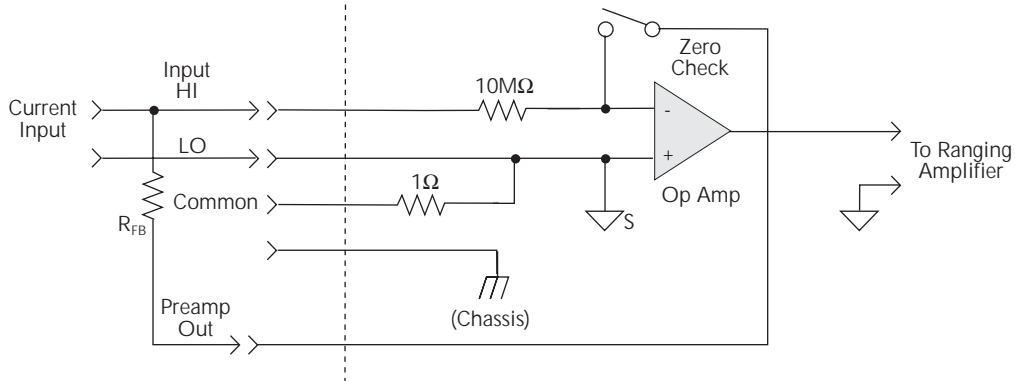 Zero
Check
Input
HI
10MΩ
Current
Input
-
LO
+
To Ranging
Amplifier
1Ω
Op Amp
Common
R_FB
S
(Chassis)
Preamp
Out